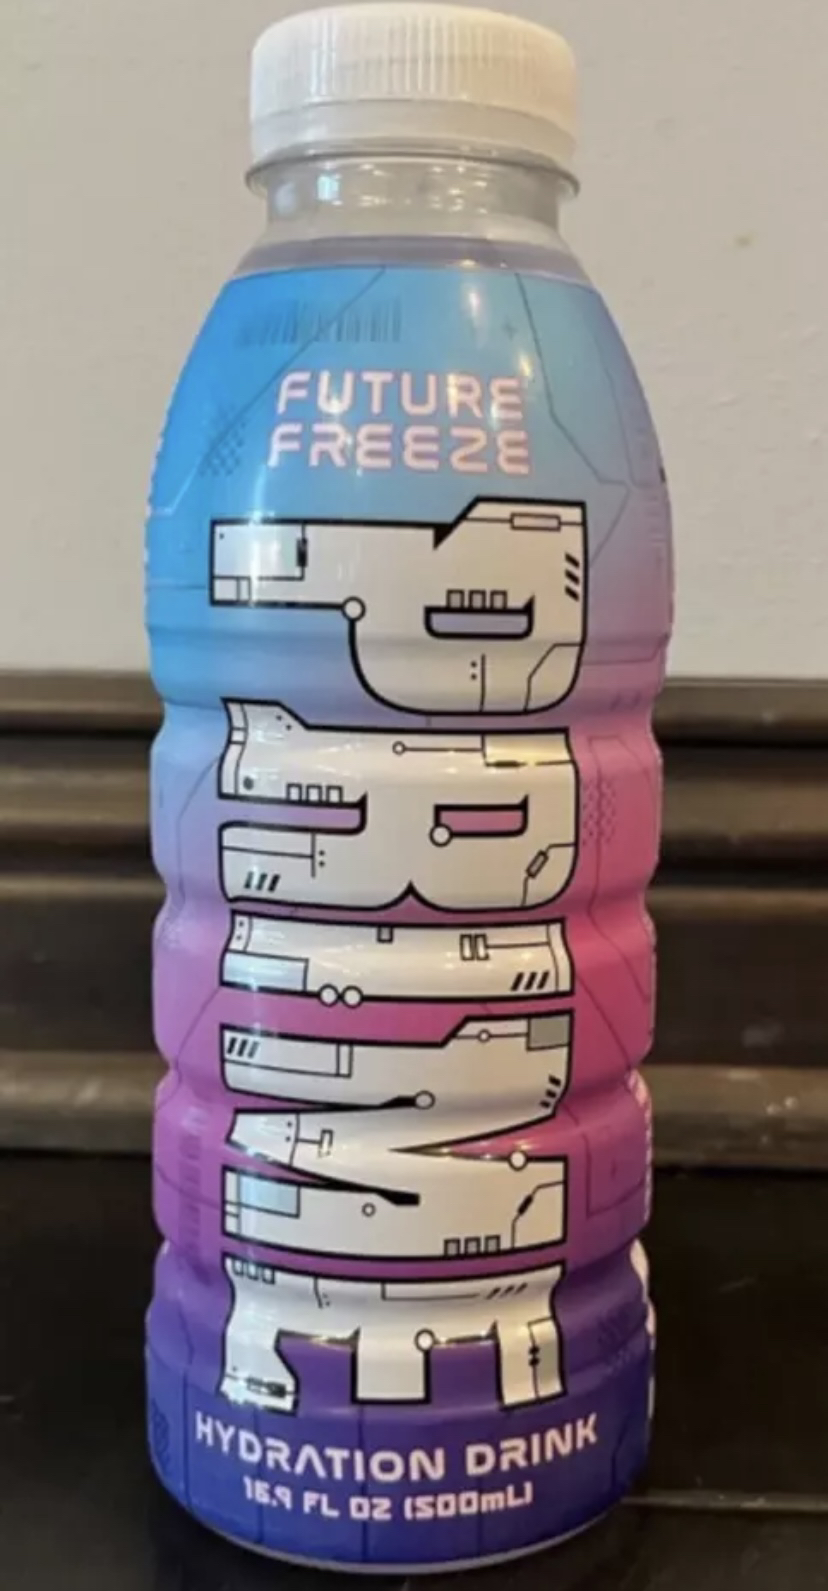 FUTURE
FREEZE
PRIME
HYDRATION DRINK
16.9 FL OZ (500mL)